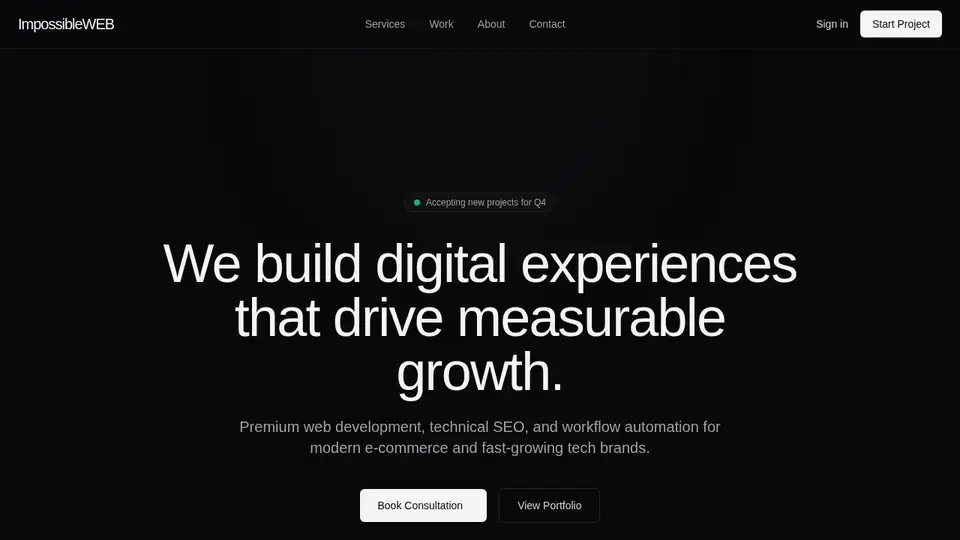 ImpossibleWEB
Services
Work
About
Contact
Sign in
Start Project
Accepting new projects for Q4
We build digital experiences
that drive measurable
growth.
Premium web development, technical SEO, and workflow automation for
modern e-commerce and fast-growing tech brands.
Book Consultation
View Portfolio